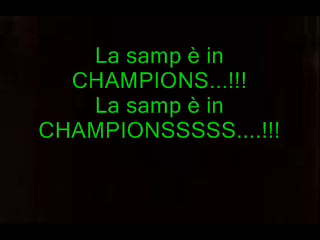 La samp è in
CHAMPIONS...!!!
La samp è in
CHAMPIONSSSSS....!!!